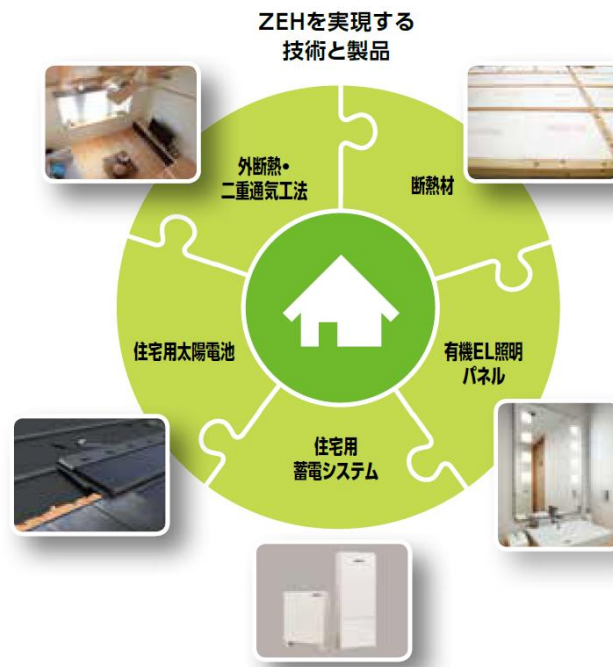 ZEHを実現する
技術と製品
外断熱・
二重通気工法
断熱材
住宅用太陽電池
有機EL照明
パネル
住宅用
蓄電システム